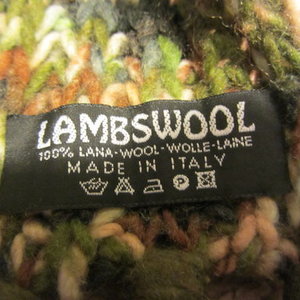 LAMBSWOOL
100% LANA-WOOL-WOLLE-LAINE
MADE IN ITALY
P